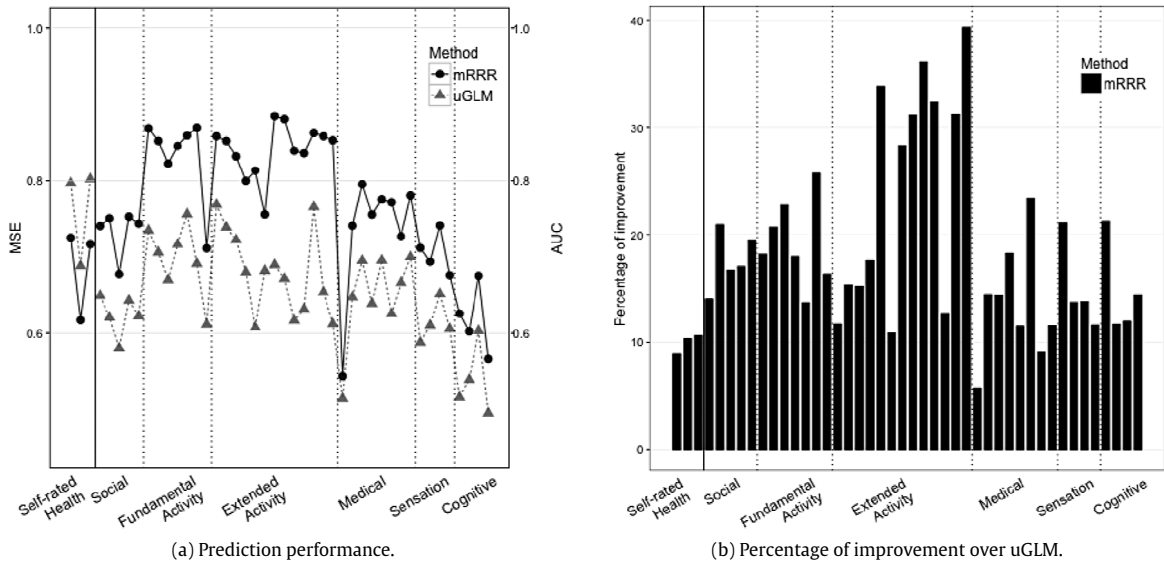 1.0
0.8
0.6
MSE
1.0
0.8
0.6
AUC
Method
mRRR
uGLM
Self-rated
Health
Social
Fundamental
Activity
Extended
Activity
Medical
Sensation
Cognitive
(a) Prediction performance.
40
30
20
10
0
Percentage of improvement
Method
mRRR
Self-rated
Health
Social
Fundamental
Activity
Extended
Activity
Medical
Sensation
Cognitive
(b) Percentage of improvement over uGLM.